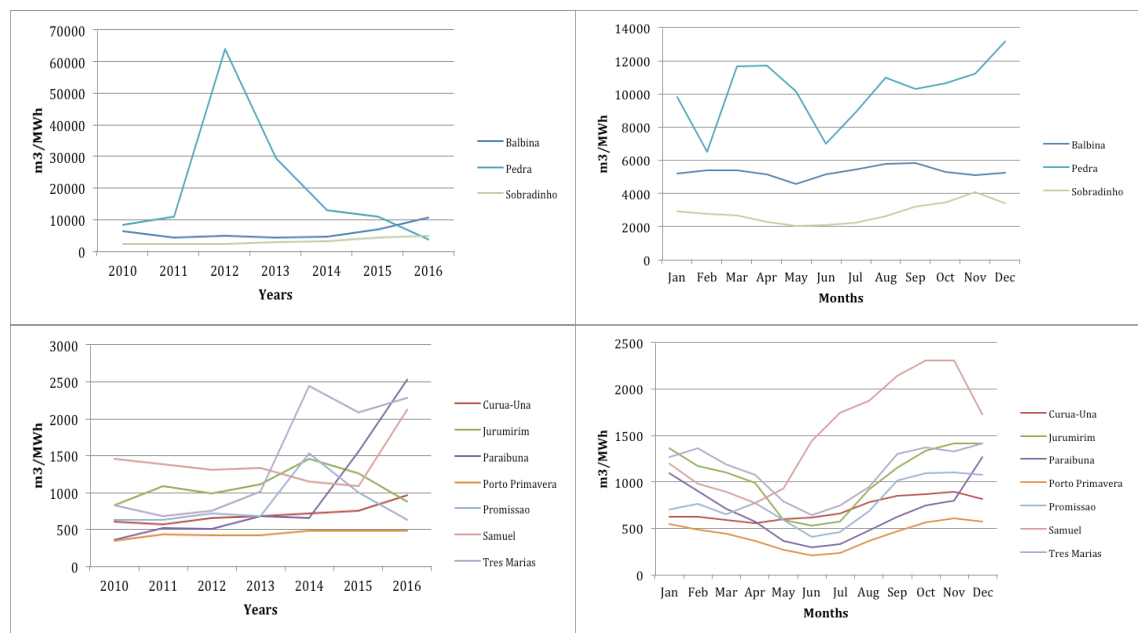 70000
60000
50000
40000
30000
20000
10000
0
m3/MWh
2010 2011 2012 2013 2014 2015 2016
Years
Balbina
Pedra
Sobradinho
14000
12000
10000
8000
6000
4000
2000
0
m3/MWh
Jan Feb Mar Apr May Jun Jul Aug Sep Oct Nov Dec
Months
Balbina
Pedra
Sobradinho
3000
2500
2000
1500
1000
500
0
m3/MWh
2010 2011 2012 2013 2014 2015 2016
Years
Curua-Una
Jurumirim
Paraibuna
Porto Primavera
Promissao
Samuel
Tres Marias
2500
2000
1500
1000
500
0
m3/MWh
Jan Feb Mar Apr May Jun Jul Aug Sep Oct Nov Dec
Months
Curua-Una
Jurumirim
Paraibuna
Porto Primavera
Promissao
Samuel
Tres Marias